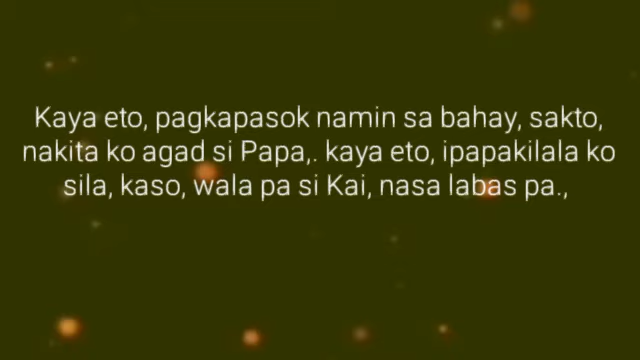 Kaya eto, pagkapasok namin sa bahay, sakto,
nakita ko agad si Papa,. kaya eto, ipapakilala ko
sila, kaso, wala pa si Kai, nasa labas pa.,